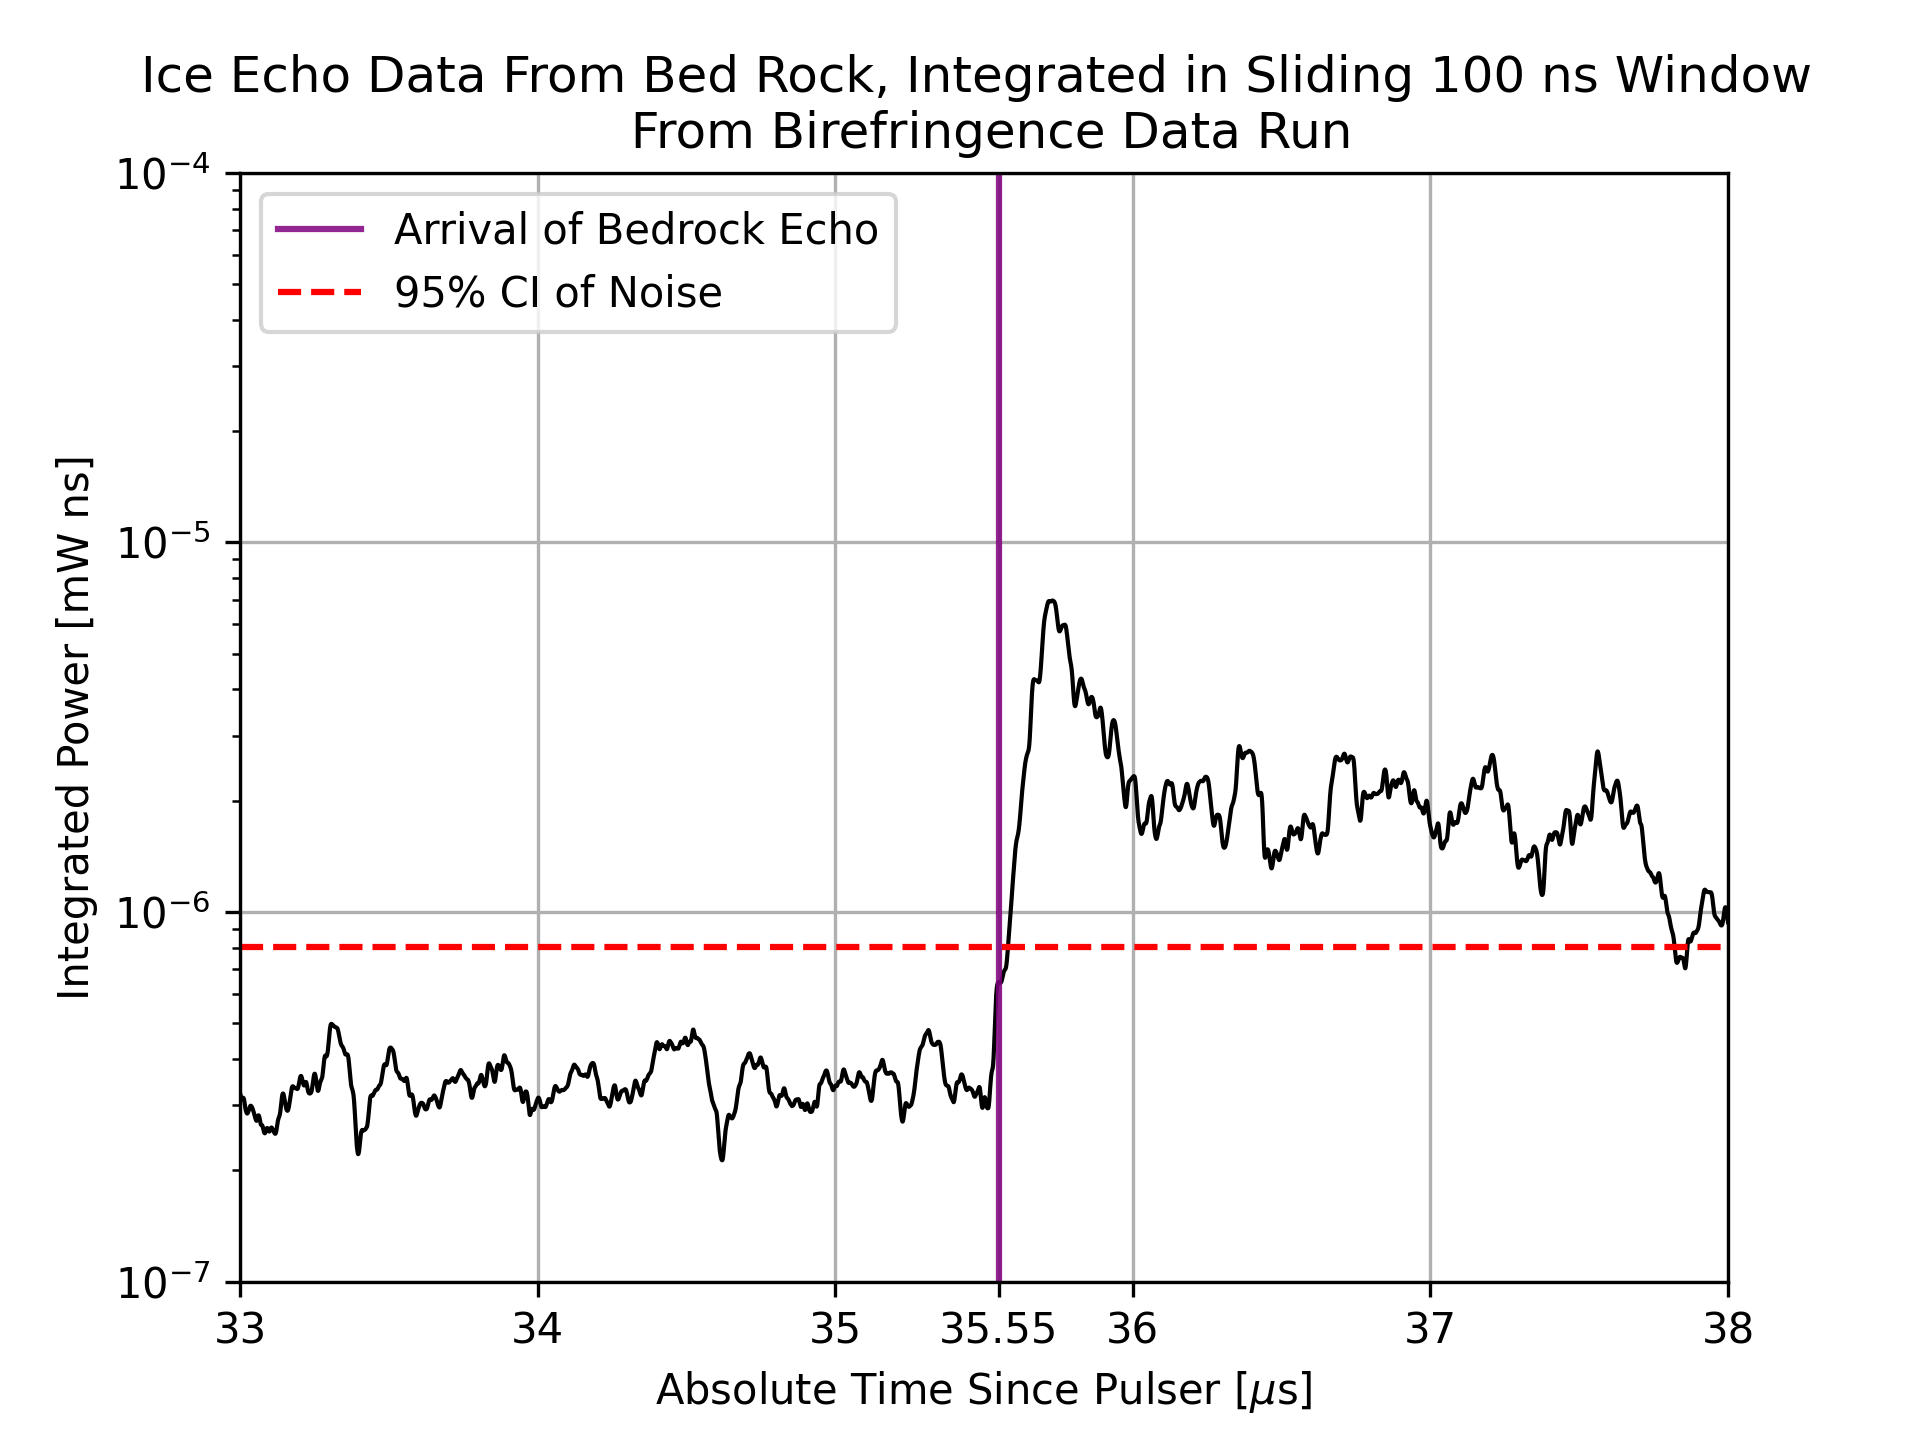 Ice Echo Data From Bed Rock, Integrated in Sliding 100 ns Window
From Birefringence Data Run
Arrival of Bedrock Echo
95% CI of Noise
Integrated Power [mW ns]
10⁻⁴
10⁻⁵
10⁻⁶
10⁻⁷
33 34 35 35.55 36 37 38
Absolute Time Since Pulser [μs]